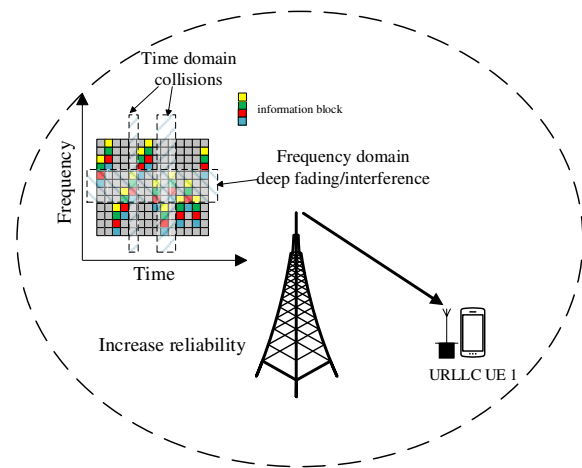 Time domain
collisions
information block
Frequency
Frequency domain
deep fading/interference
Time
Increase reliability
URLLC UE 1